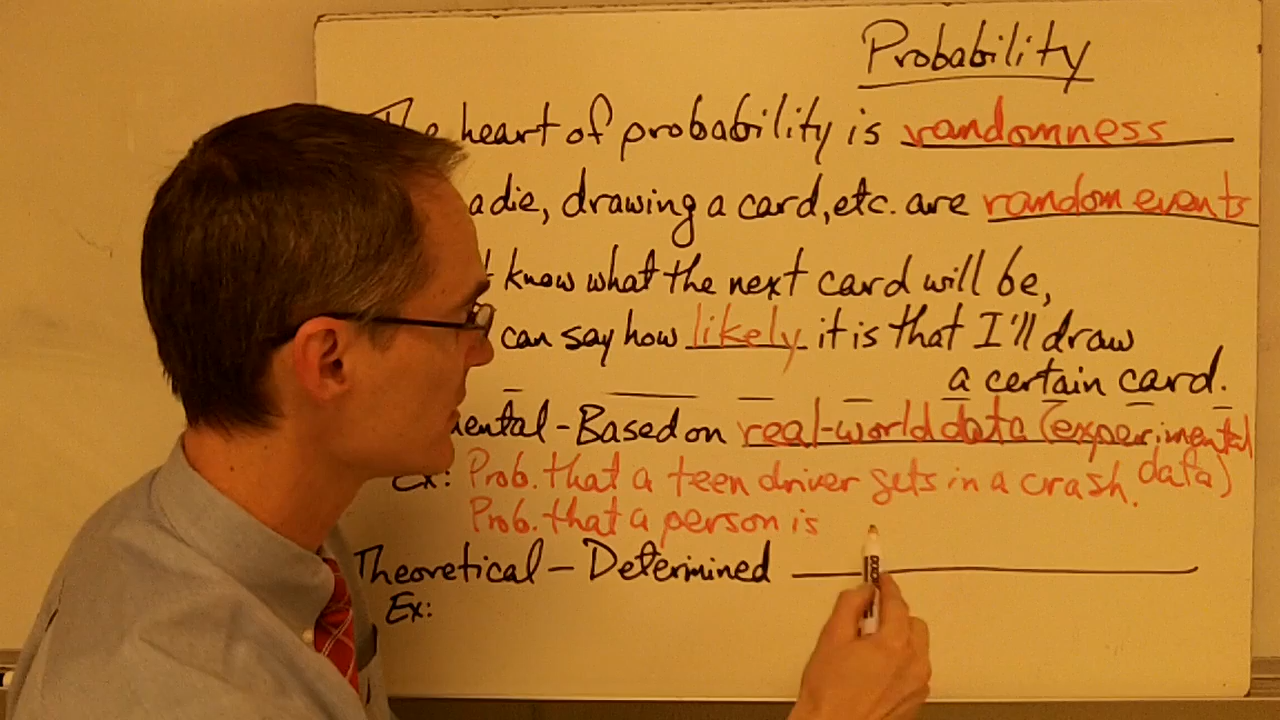 Probability
The heart of probability is randomness
a die, drawing a card, etc. are random events
know what the next card will be,
can say how likely it is that I'll draw
a certain card.
mental - Based on real-world data (experimental
data)
Ex: Prob. that a teen driver gets in a crash.
Prob. that a person is
Theoretical - Determined
Ex: